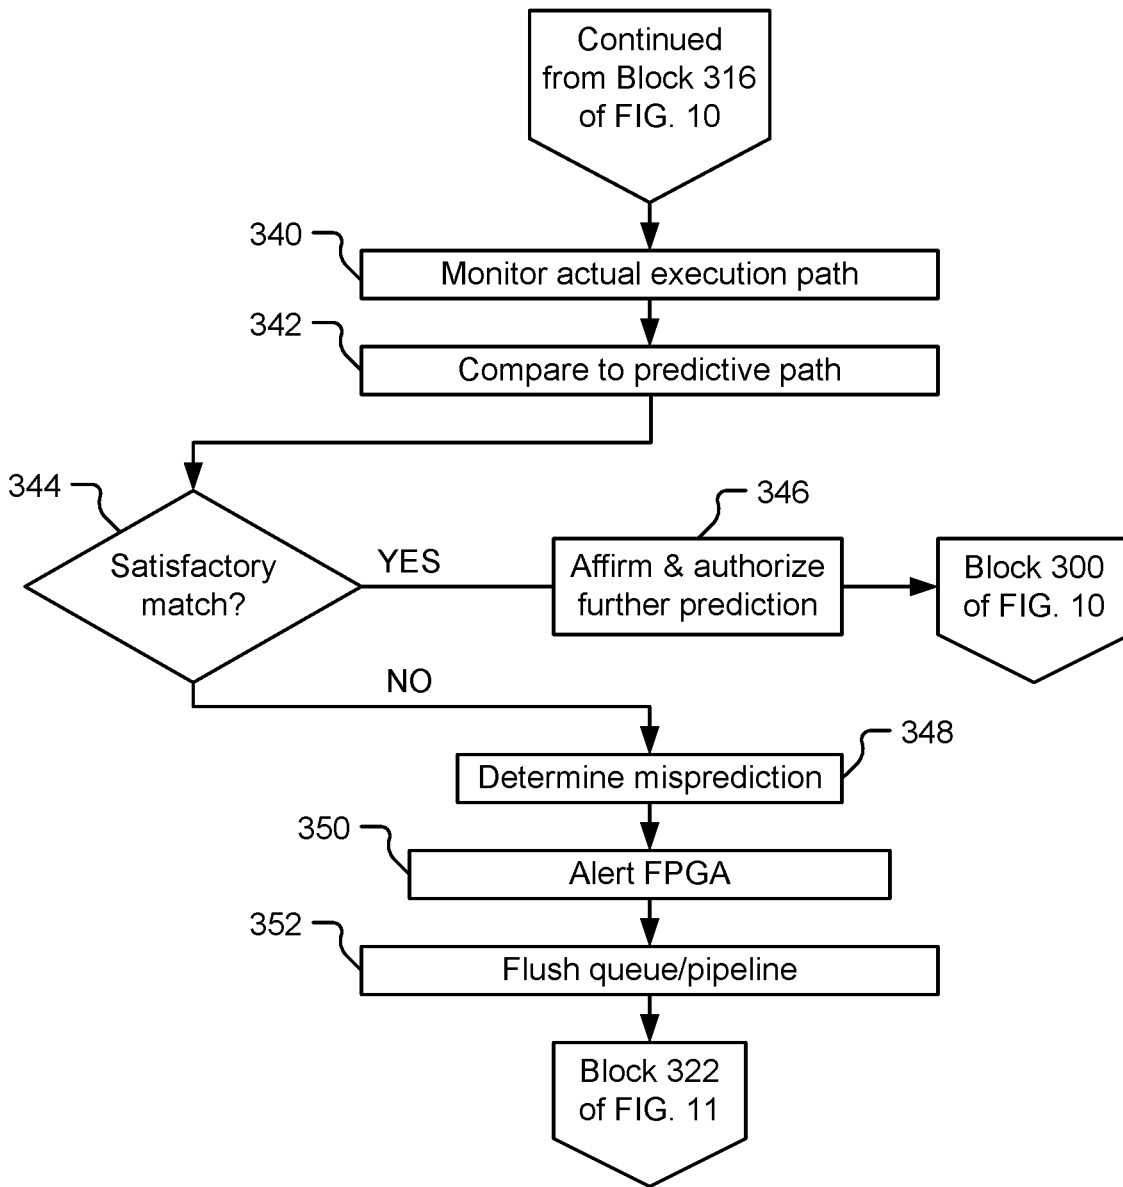 Continued
from Block 316
of FIG. 10
340
Monitor actual execution path
342
Compare to predictive path
344
Satisfactory
match?
YES
346
Affirm & authorize
further prediction
Block 300
of FIG. 10
NO
348
Determine misprediction
350
Alert FPGA
352
Flush queue/pipeline
Block 322
of FIG. 11